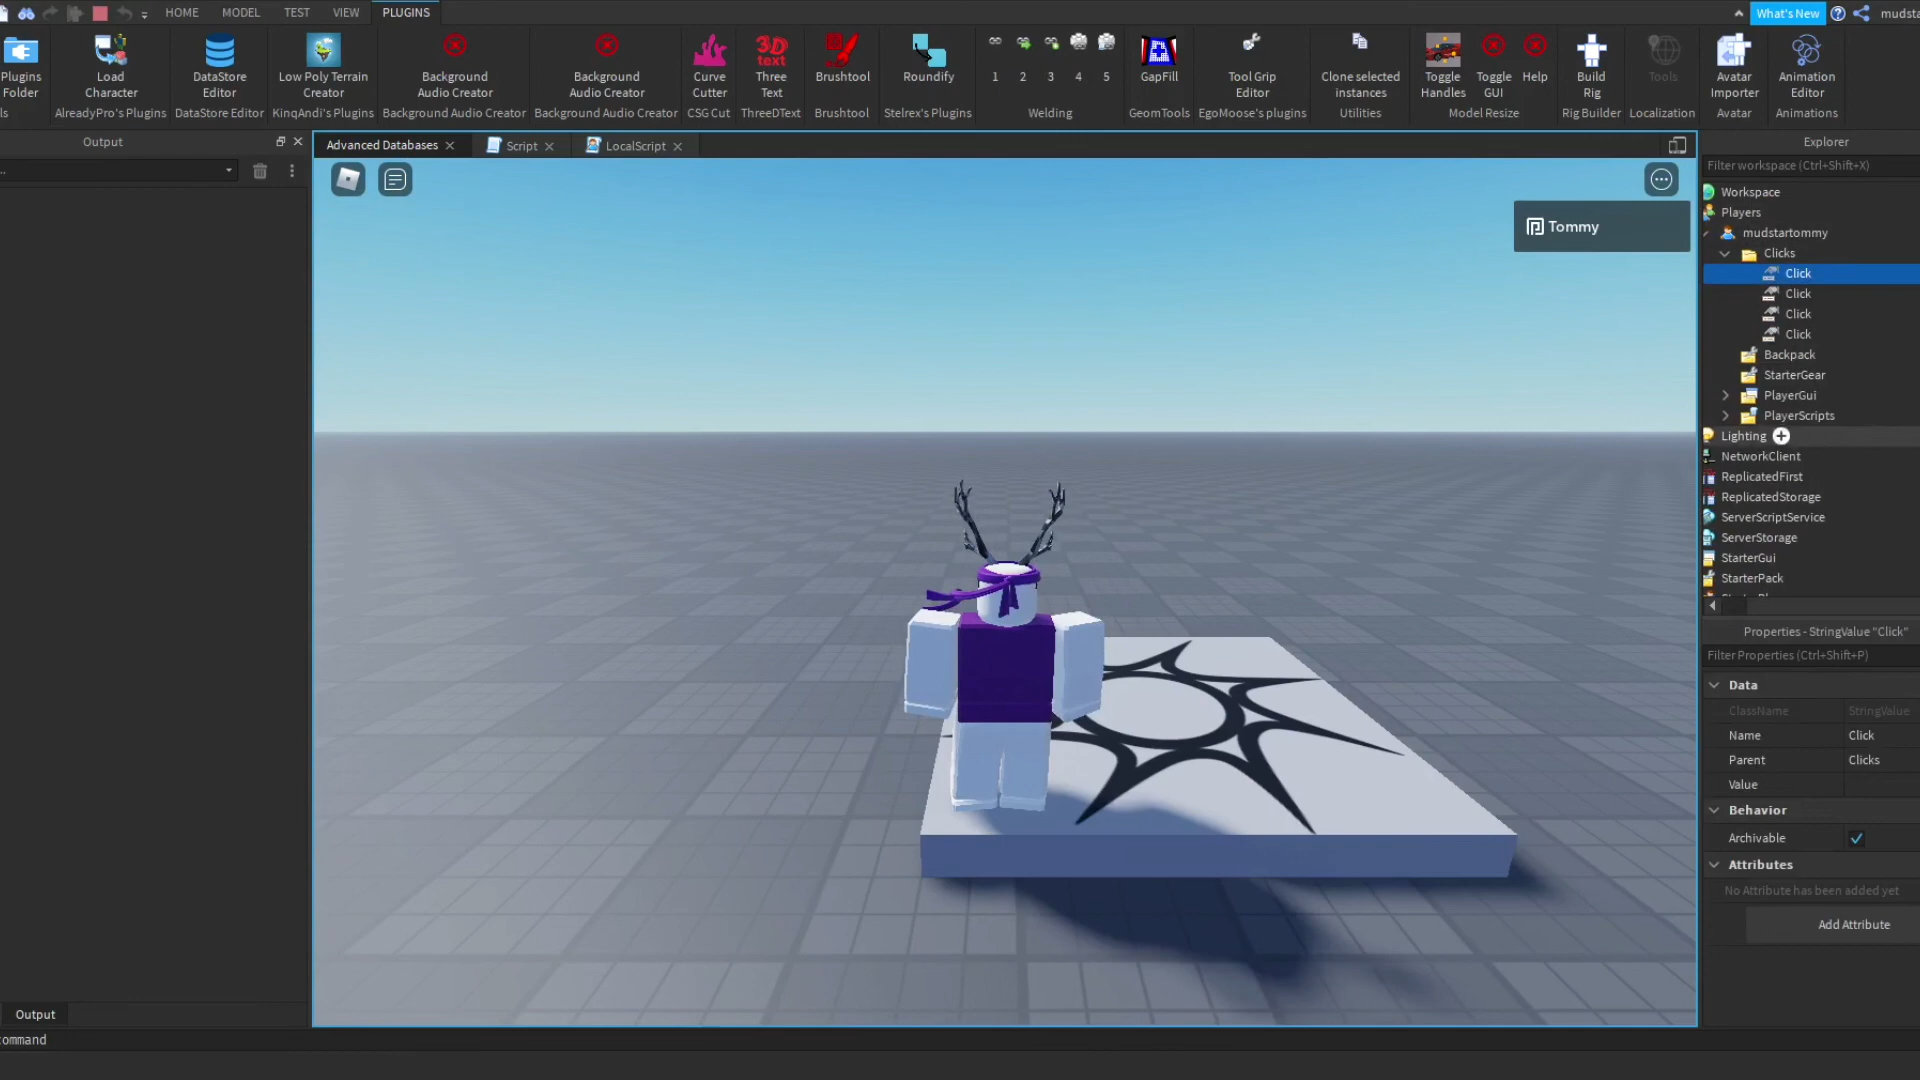 HOME MODEL TEST VIEW PLUGINS What's New
Plugins Folder
Load Character
DataStore Editor
Low Poly Terrain Creator
Background Audio Creator
Background Audio Creator
Curve Cutter
Three Text
Brushtool
Roundify
1 2 3 4 5
GapFill
Tool Grip Editor
Clone selected instances
Toggle Handles
Toggle GUI
Help
Build Rig
Tools
Avatar Importer
Animation Editor
AlreadyPro's Plugins DataStore Editor KinqAndi's Plugins Background Audio Creator Background Audio Creator CSG Cut ThreeDText Brushtool Stelrex's Plugins Welding GeomTools EgoMoose's plugins Utilities Model Resize Rig Builder Localization Avatar Animations
Output
Advanced Databases
Script
LocalScript
Tommy
Explorer
Filter workspace (Ctrl+Shift+X)
Workspace
Players
mudstartommy
Clicks
Click
Click
Click
Click
Backpack
StarterGear
PlayerGui
PlayerScripts
Lighting
NetworkClient
ReplicatedFirst
ReplicatedStorage
ServerScriptService
ServerStorage
StarterGui
StarterPack
Properties - StringValue "Click"
Filter Properties (Ctrl+Shift+P)
Data
ClassName StringValue
Name Click
Parent Clicks
Value
Behavior
Archivable
Attributes
No Attribute has been added yet
Add Attribute
Output